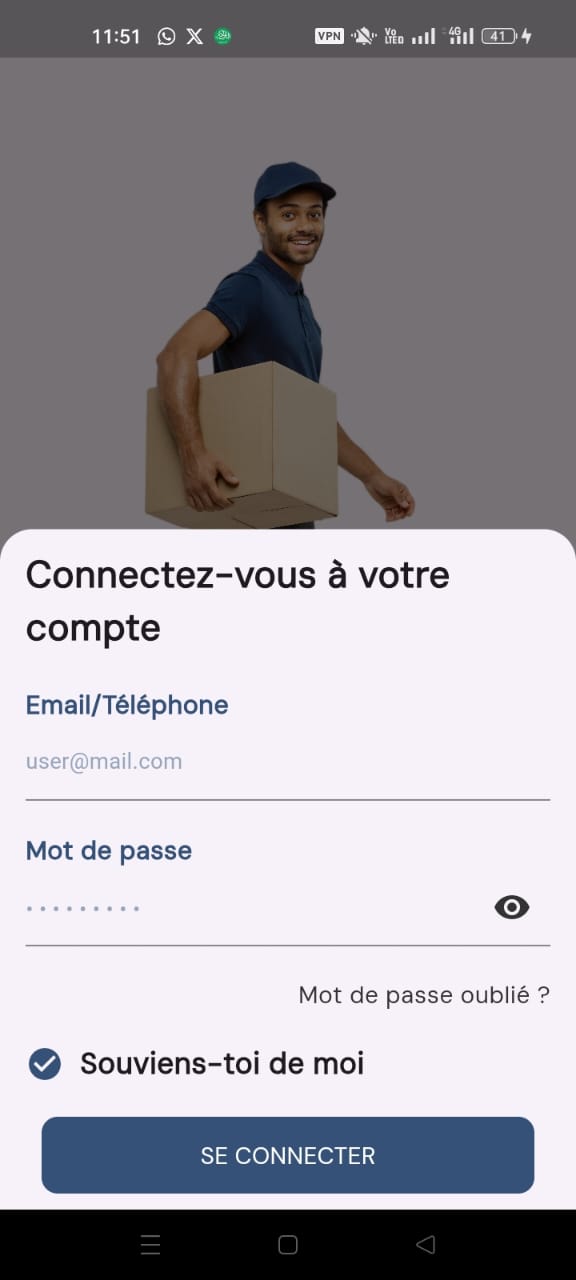 11:51
VPN
Vo LTED
4G
41
Connectez-vous à votre
compte
Email/Téléphone
user@mail.com
Mot de passe
Mot de passe oublié ?
Souviens-toi de moi
SE CONNECTER